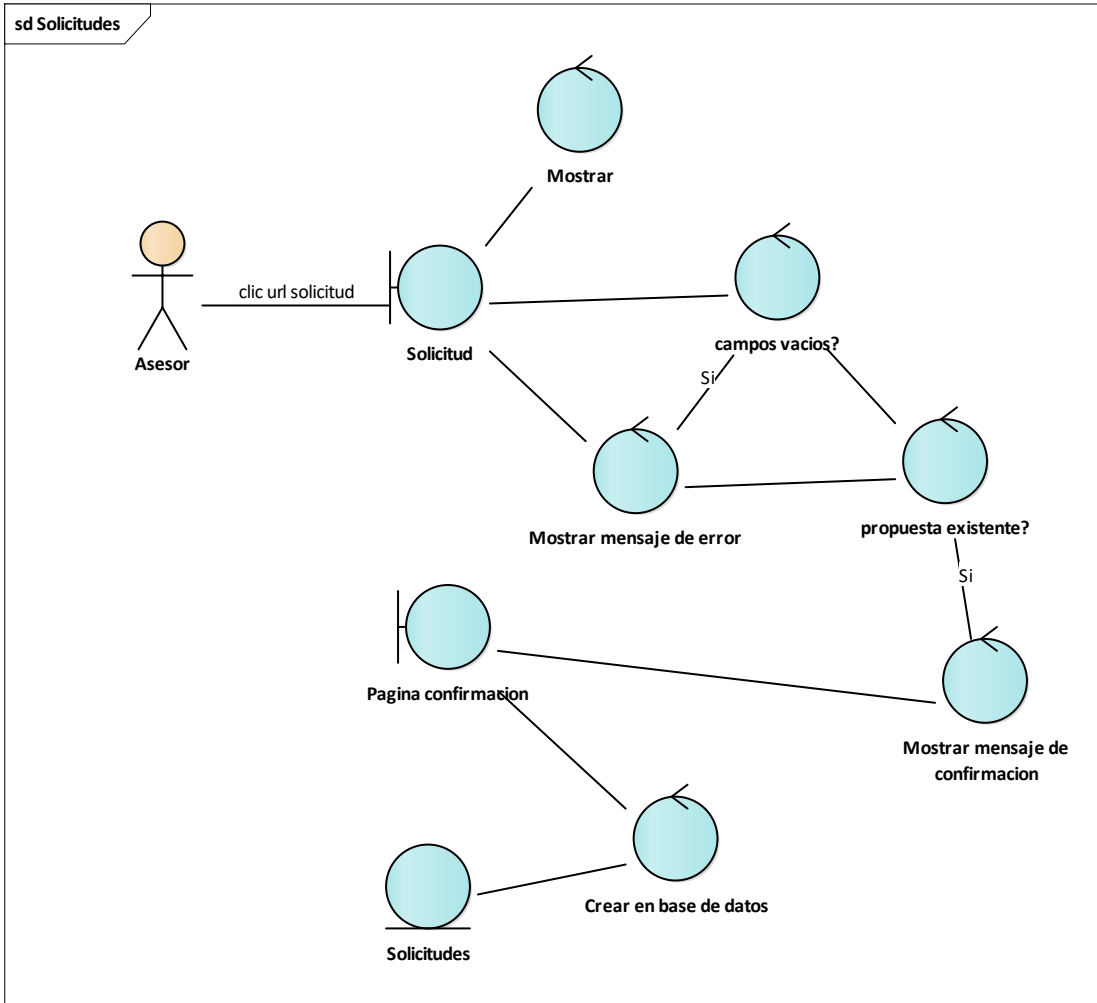 sd Solicitudes
Mostrar
clic url solicitud
Asesor
Solicitud
campos vacios?
Si
Mostrar mensaje de error
propuesta existente?
Si
Pagina confirmacion
Mostrar mensaje de
confirmacion
Crear en base de datos
Solicitudes